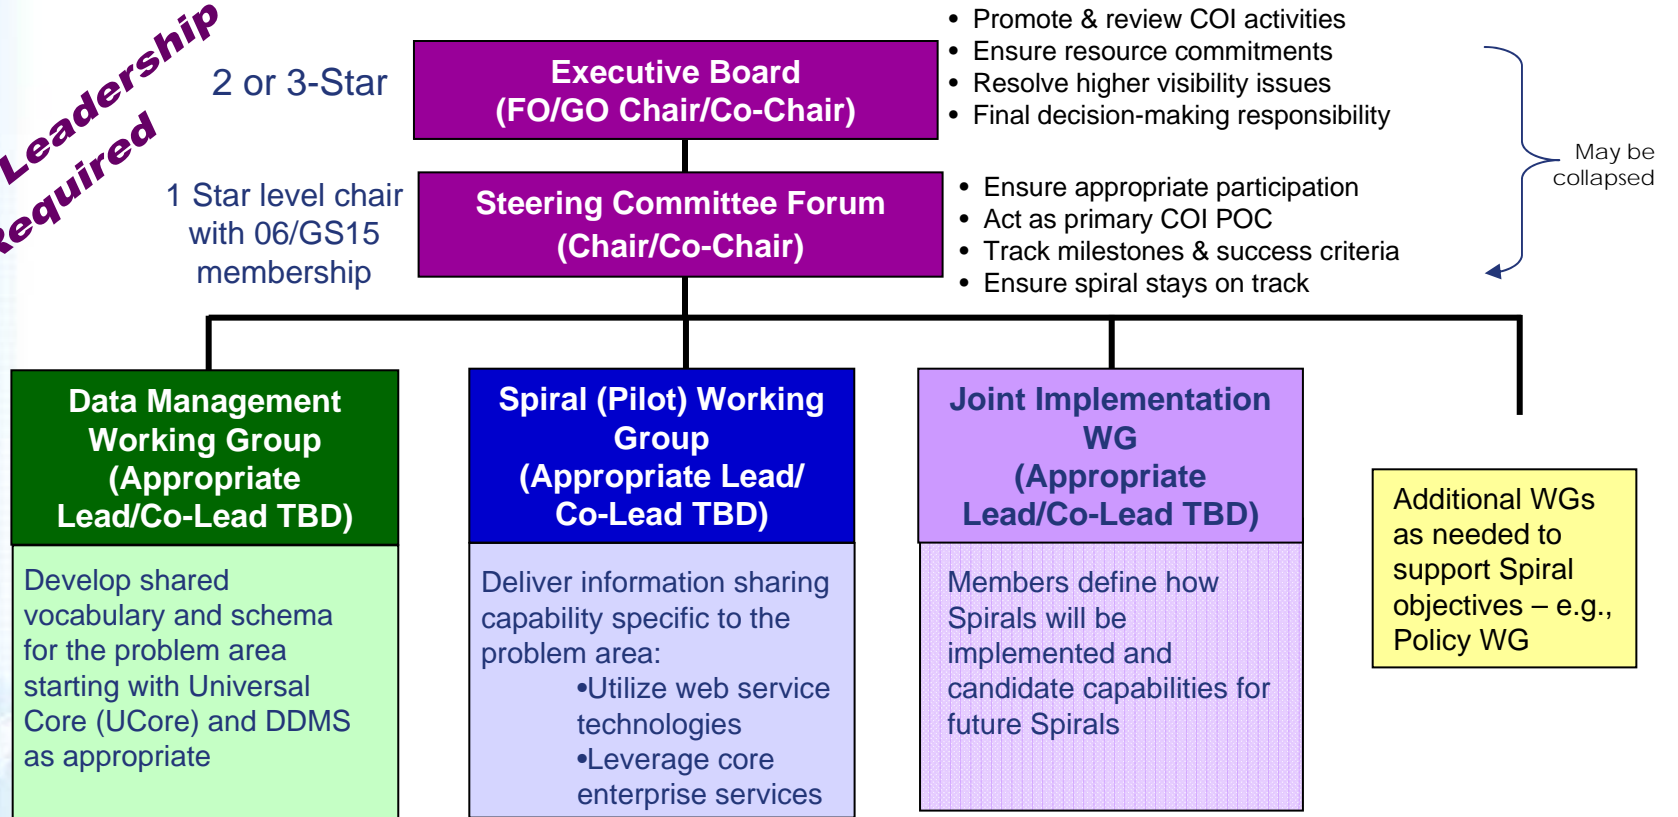 Leadership
Required
2 or 3-Star
Executive Board
(FO/GO Chair/Co-Chair)
• Promote & review COI activities
• Ensure resource commitments
• Resolve higher visibility issues
• Final decision-making responsibility
May be
collapsed
1 Star level chair
with 06/GS15
membership
Steering Committee Forum
(Chair/Co-Chair)
• Ensure appropriate participation
• Act as primary COI POC
• Track milestones & success criteria
• Ensure spiral stays on track
Data Management
Working Group
(Appropriate
Lead/Co-Lead TBD)
Develop shared
vocabulary and schema
for the problem area
starting with Universal
Core (UCore) and DDMS
as appropriate
Spiral (Pilot) Working
Group
(Appropriate Lead/
Co-Lead TBD)
Deliver information sharing
capability specific to the
problem area:
•Utilize web service
technologies
•Leverage core
enterprise services
Joint Implementation
WG
(Appropriate
Lead/Co-Lead TBD)
Members define how
Spirals will be
implemented and
candidate capabilities for
future Spirals
Additional WGs
as needed to
support Spiral
objectives – e.g.,
Policy WG